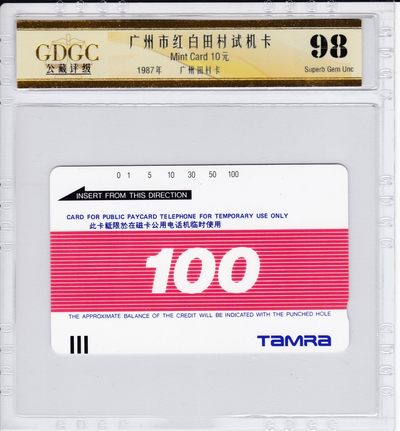 GDGC
公藏评级
广州市红白田村试机卡
Mint Card 10元
1987年 广州田村卡
98
Superb Gem Unc
0 1 5 10 30 50 100
INSERT FROM THIS DIRECTION
CARD FOR PUBLIC PAYCARD TELEPHONE FOR TEMPORARY USE ONLY
此卡载限於在磁卡公用电话机临时使用
100
THE APPROXIMATE BALANCE OF THE CREDIT WILL BE INDICATED WITH THE PUNCHED HOLE
TAMRA